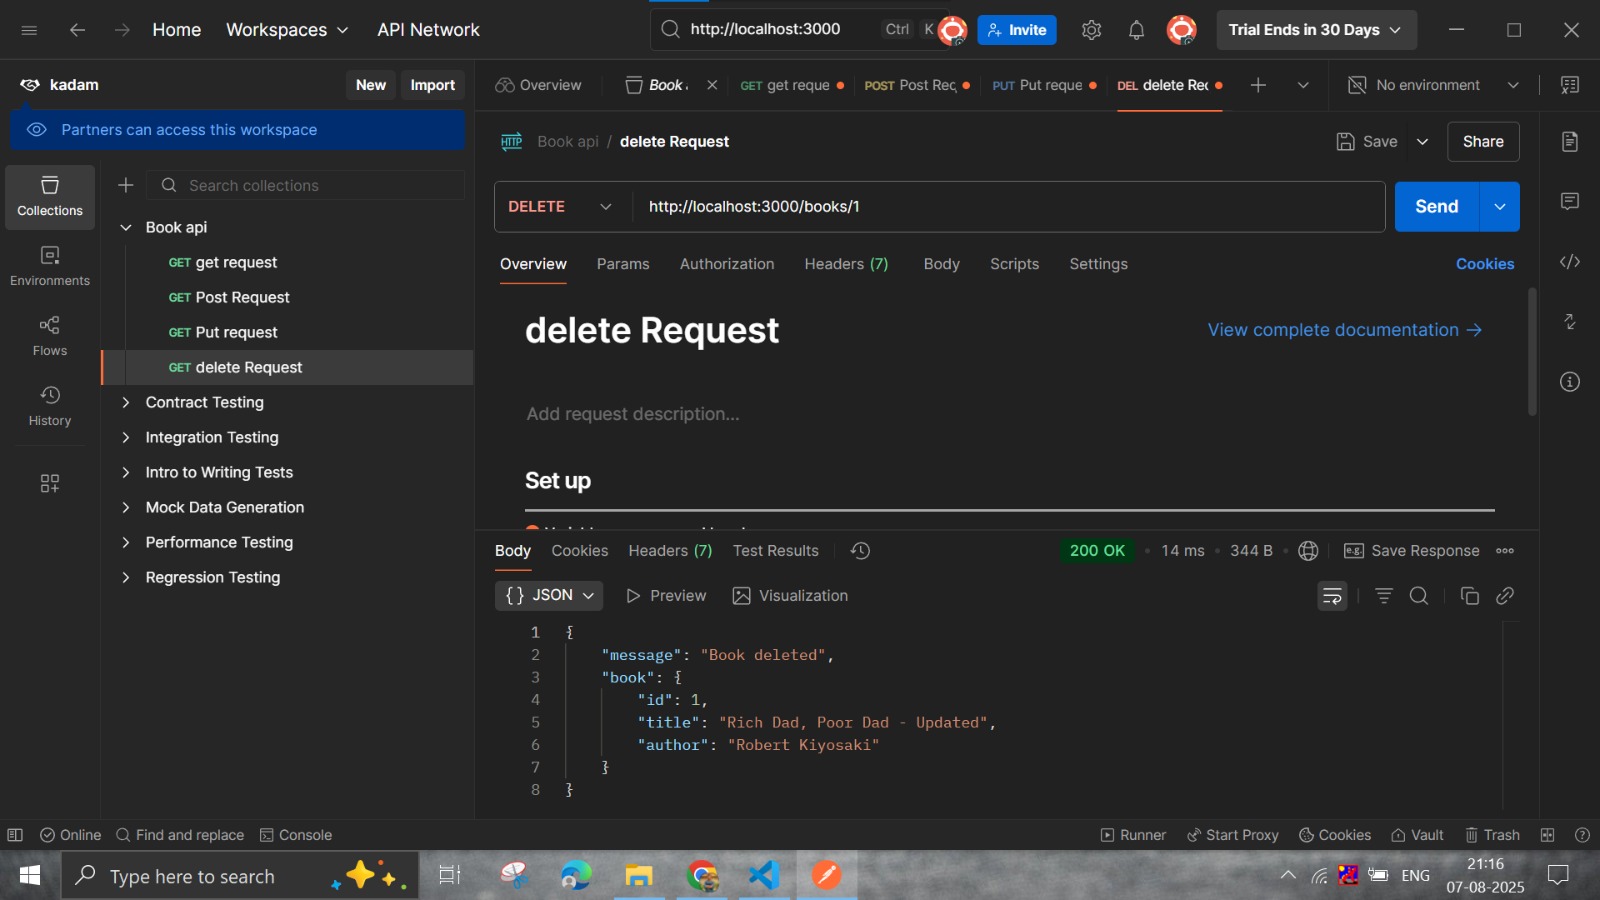 Home
Workspaces
API Network
http://localhost:3000
Ctrl
K
Invite
Trial Ends in 30 Days
kadam
New
Import
Overview
Book
GET get reque
POST Post Rec
PUT Put reque
DEL delete Rec
No environment
Partners can access this workspace
HTTP
Book api / delete Request
Save
Share
Collections
Environments
Flows
History
Search collections
Book api
GET get request
GET Post Request
GET Put request
GET delete Request
Contract Testing
Integration Testing
Intro to Writing Tests
Mock Data Generation
Performance Testing
Regression Testing
DELETE
http://localhost:3000/books/1
Send
Overview
Params
Authorization
Headers (7)
Body
Scripts
Settings
Cookies
delete Request
View complete documentation →
Add request description...
Set up
Body
Cookies
Headers (7)
Test Results
200 OK
14 ms
344 B
e.g.
Save Response
{} JSON
Preview
Visualization
1 {
2 "message": "Book deleted",
3 "book": {
4 "id": 1,
5 "title": "Rich Dad, Poor Dad - Updated",
6 "author": "Robert Kiyosaki"
7 }
8 }
Online
Find and replace
Console
Runner
Start Proxy
Cookies
Vault
Trash
Type here to search
ENG
21:16
07-08-2025